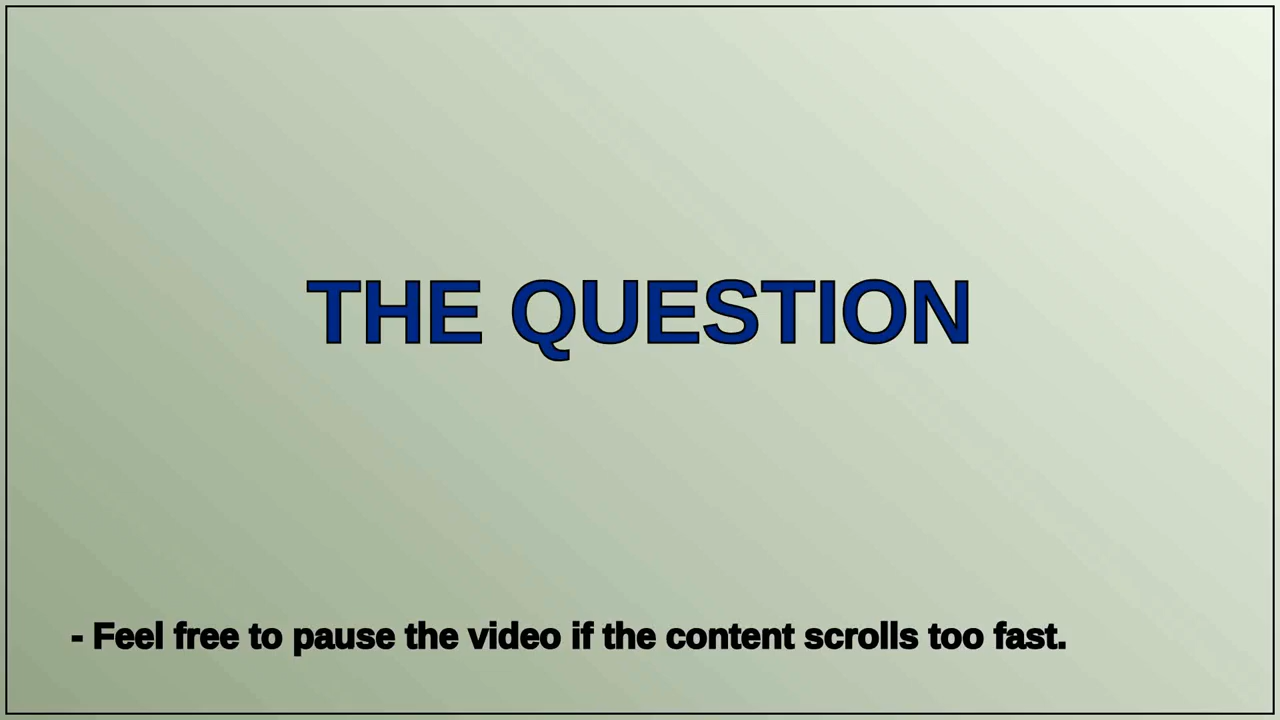 THE QUESTION
- Feel free to pause the video if the content scrolls too fast.